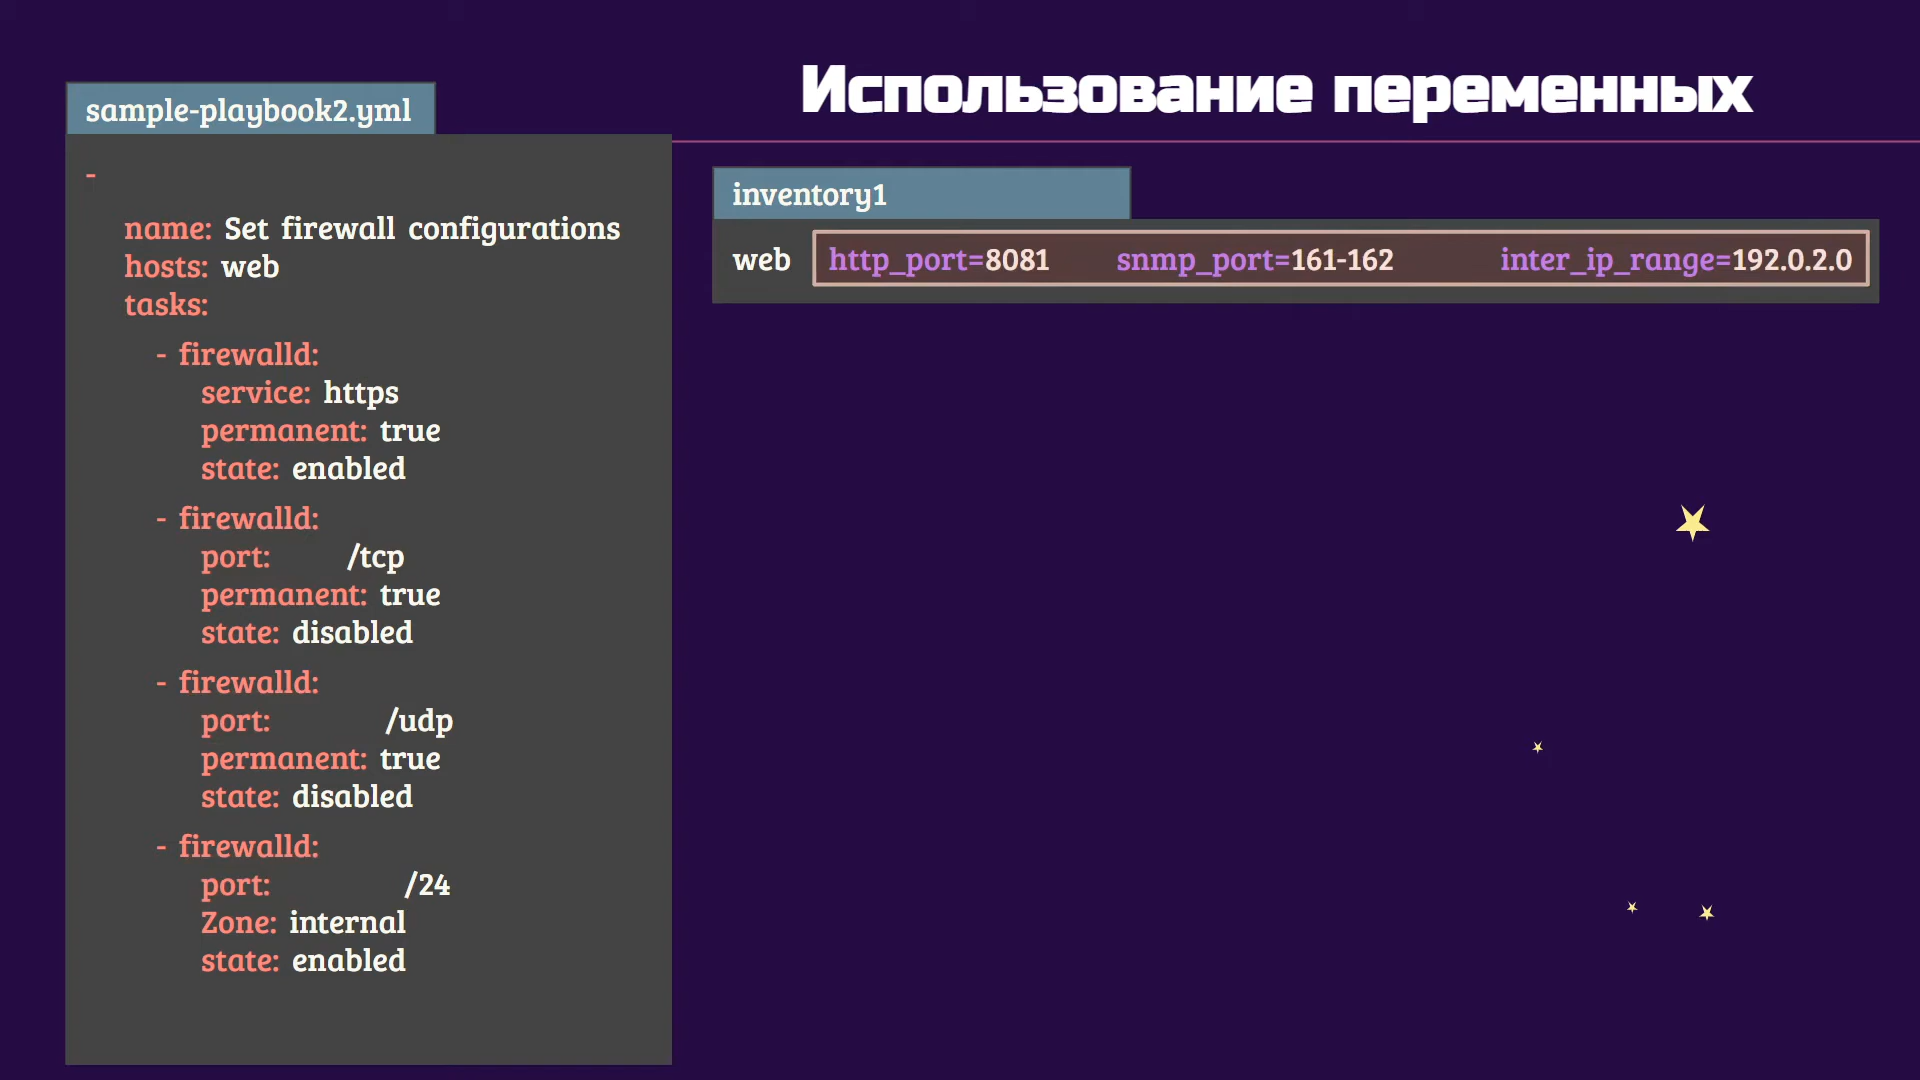 Использование переменных
sample-playbook2.yml
-
name: Set firewall configurations
hosts: web
tasks:
- firewalld:
service: https
permanent: true
state: enabled
- firewalld:
port: /tcp
permanent: true
state: disabled
- firewalld:
port: /udp
permanent: true
state: disabled
- firewalld:
port: /24
Zone: internal
state: enabled
inventory1
web http_port=8081 snmp_port=161-162 inter_ip_range=192.0.2.0